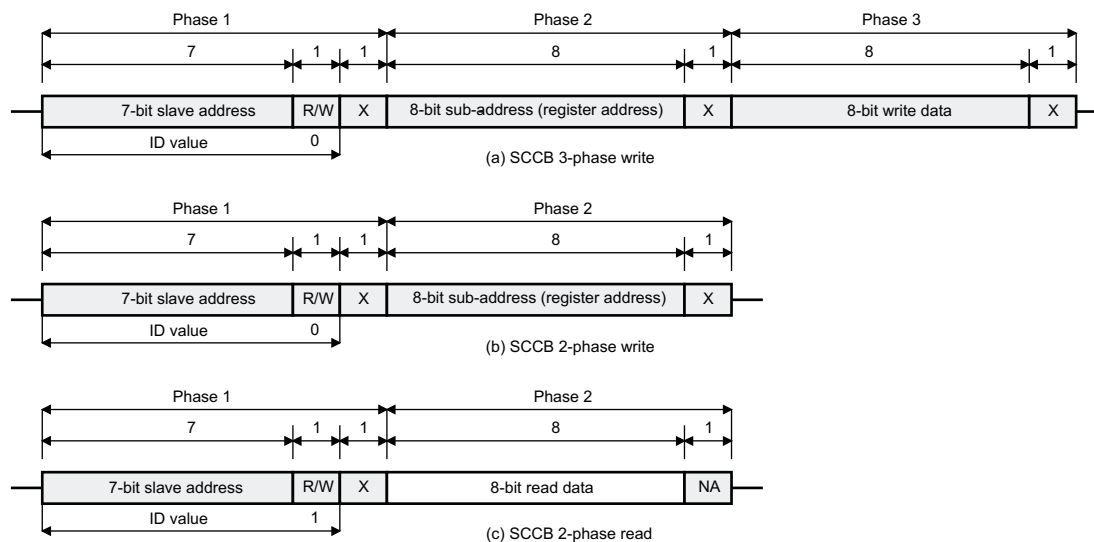 Phase 1 Phase 2 Phase 3
7 1 1 8 1 8 1
7-bit slave address R/W X 8-bit sub-address (register address) X 8-bit write data X
ID value 0
(a) SCCB 3-phase write
Phase 1 Phase 2
7 1 1 8 1
7-bit slave address R/W X 8-bit sub-address (register address) X
ID value 0
(b) SCCB 2-phase write
Phase 1 Phase 2
7 1 1 8 1
7-bit slave address R/W X 8-bit read data NA
ID value 1
(c) SCCB 2-phase read